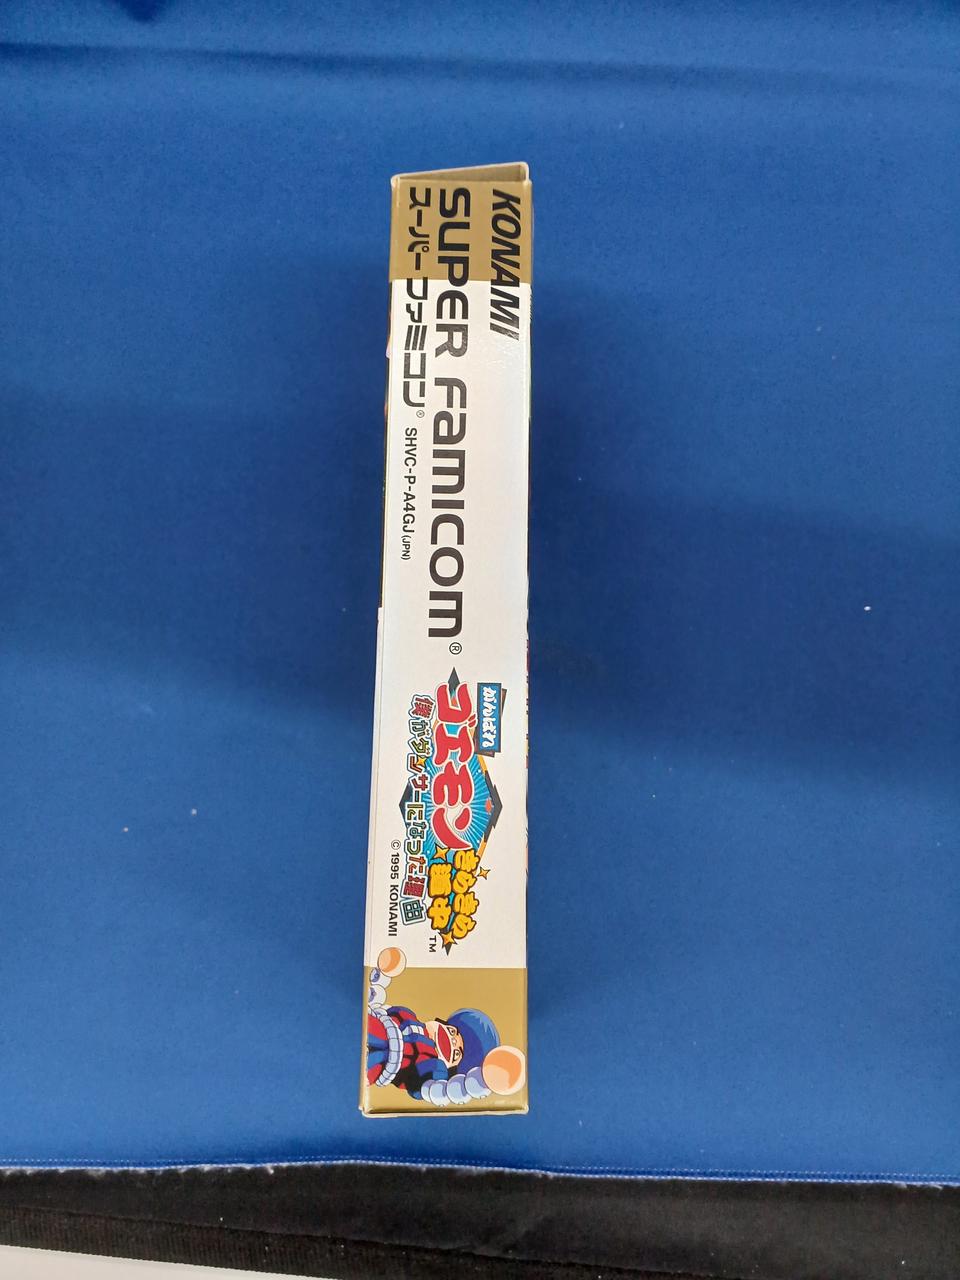 KONAMI
SUPER FAMICOM®
スーパーファミコン® SHVC-P-A4GJ(JPN)
がんばれ
ゴエモン
きらきら
道中™
僕がダンサーになった理由
© 1995 KONAMI